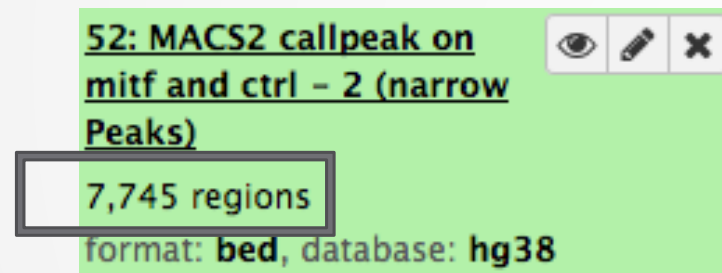 52: MACS2 callpeak on
mitf and ctrl – 2 (narrow
Peaks)
7,745 regions
format: bed, database: hg38